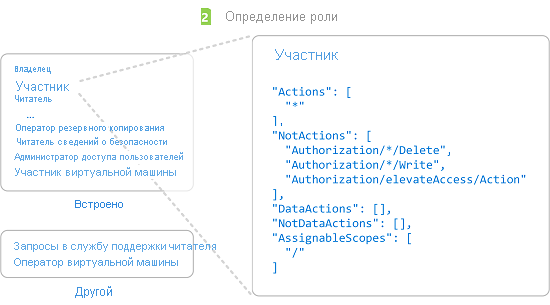 2 Определение роли
Владелец
Участник
Читатель
...
Оператор резервного копирования
Читатель сведений о безопасности
Администратор доступа пользователей
Участник виртуальной машины
Встроено
Запросы в службу поддержки читателя
Оператор виртуальной машины
Другой
Участник
"Actions": [
"*"
],
"NotActions": [
"Authorization/*/Delete",
"Authorization/*/Write",
"Authorization/elevateAccess/Action"
],
"DataActions": [],
"NotDataActions": [],
"AssignableScopes": [
"/"
]